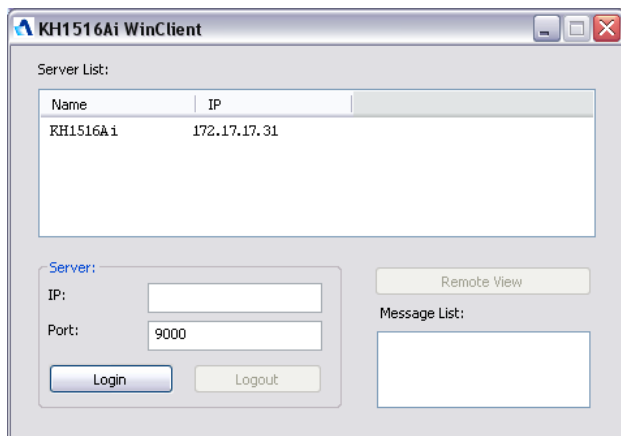 KH1516Ai WinClient
Server List:
Name IP
KH1516Ai 172.17.17.31
Server:
IP:
Port: 9000
Login Logout
Remote View
Message List: